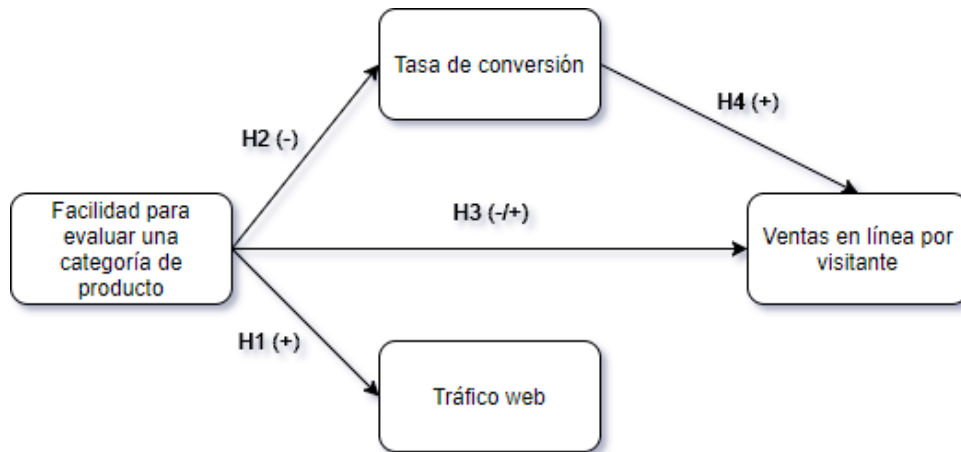 Tasa de conversión
H4 (+)
H2 (-)
Facilidad para
evaluar una
categoría de
producto
H3 (-/+)
Ventas en línea por
visitante
H1 (+)
Tráfico web